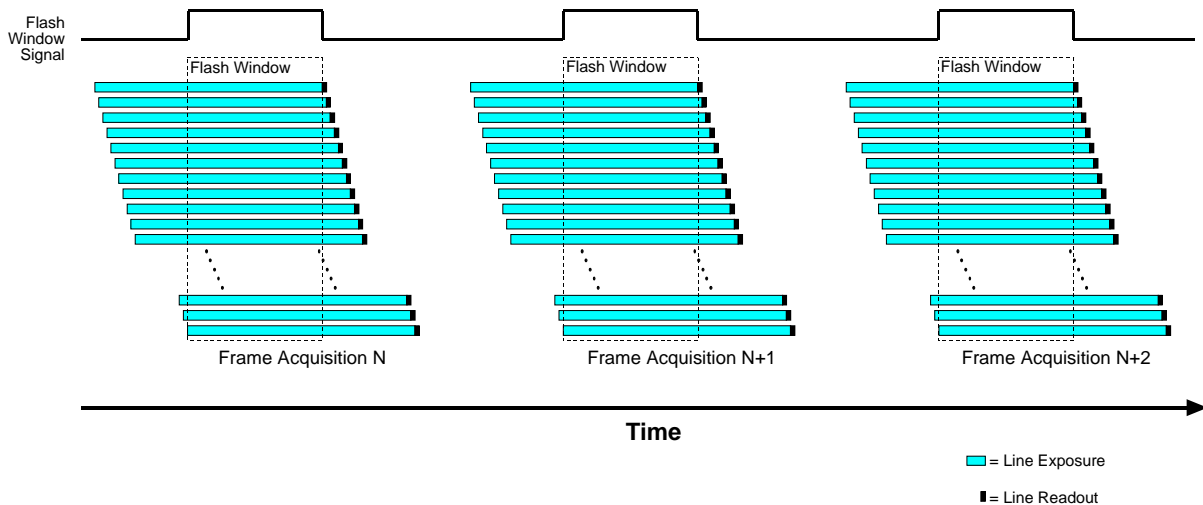 Flash
Window
Signal
Flash Window
Flash Window
Flash Window
Frame Acquisition N
Frame Acquisition N+1
Frame Acquisition N+2
Time
= Line Exposure
= Line Readout